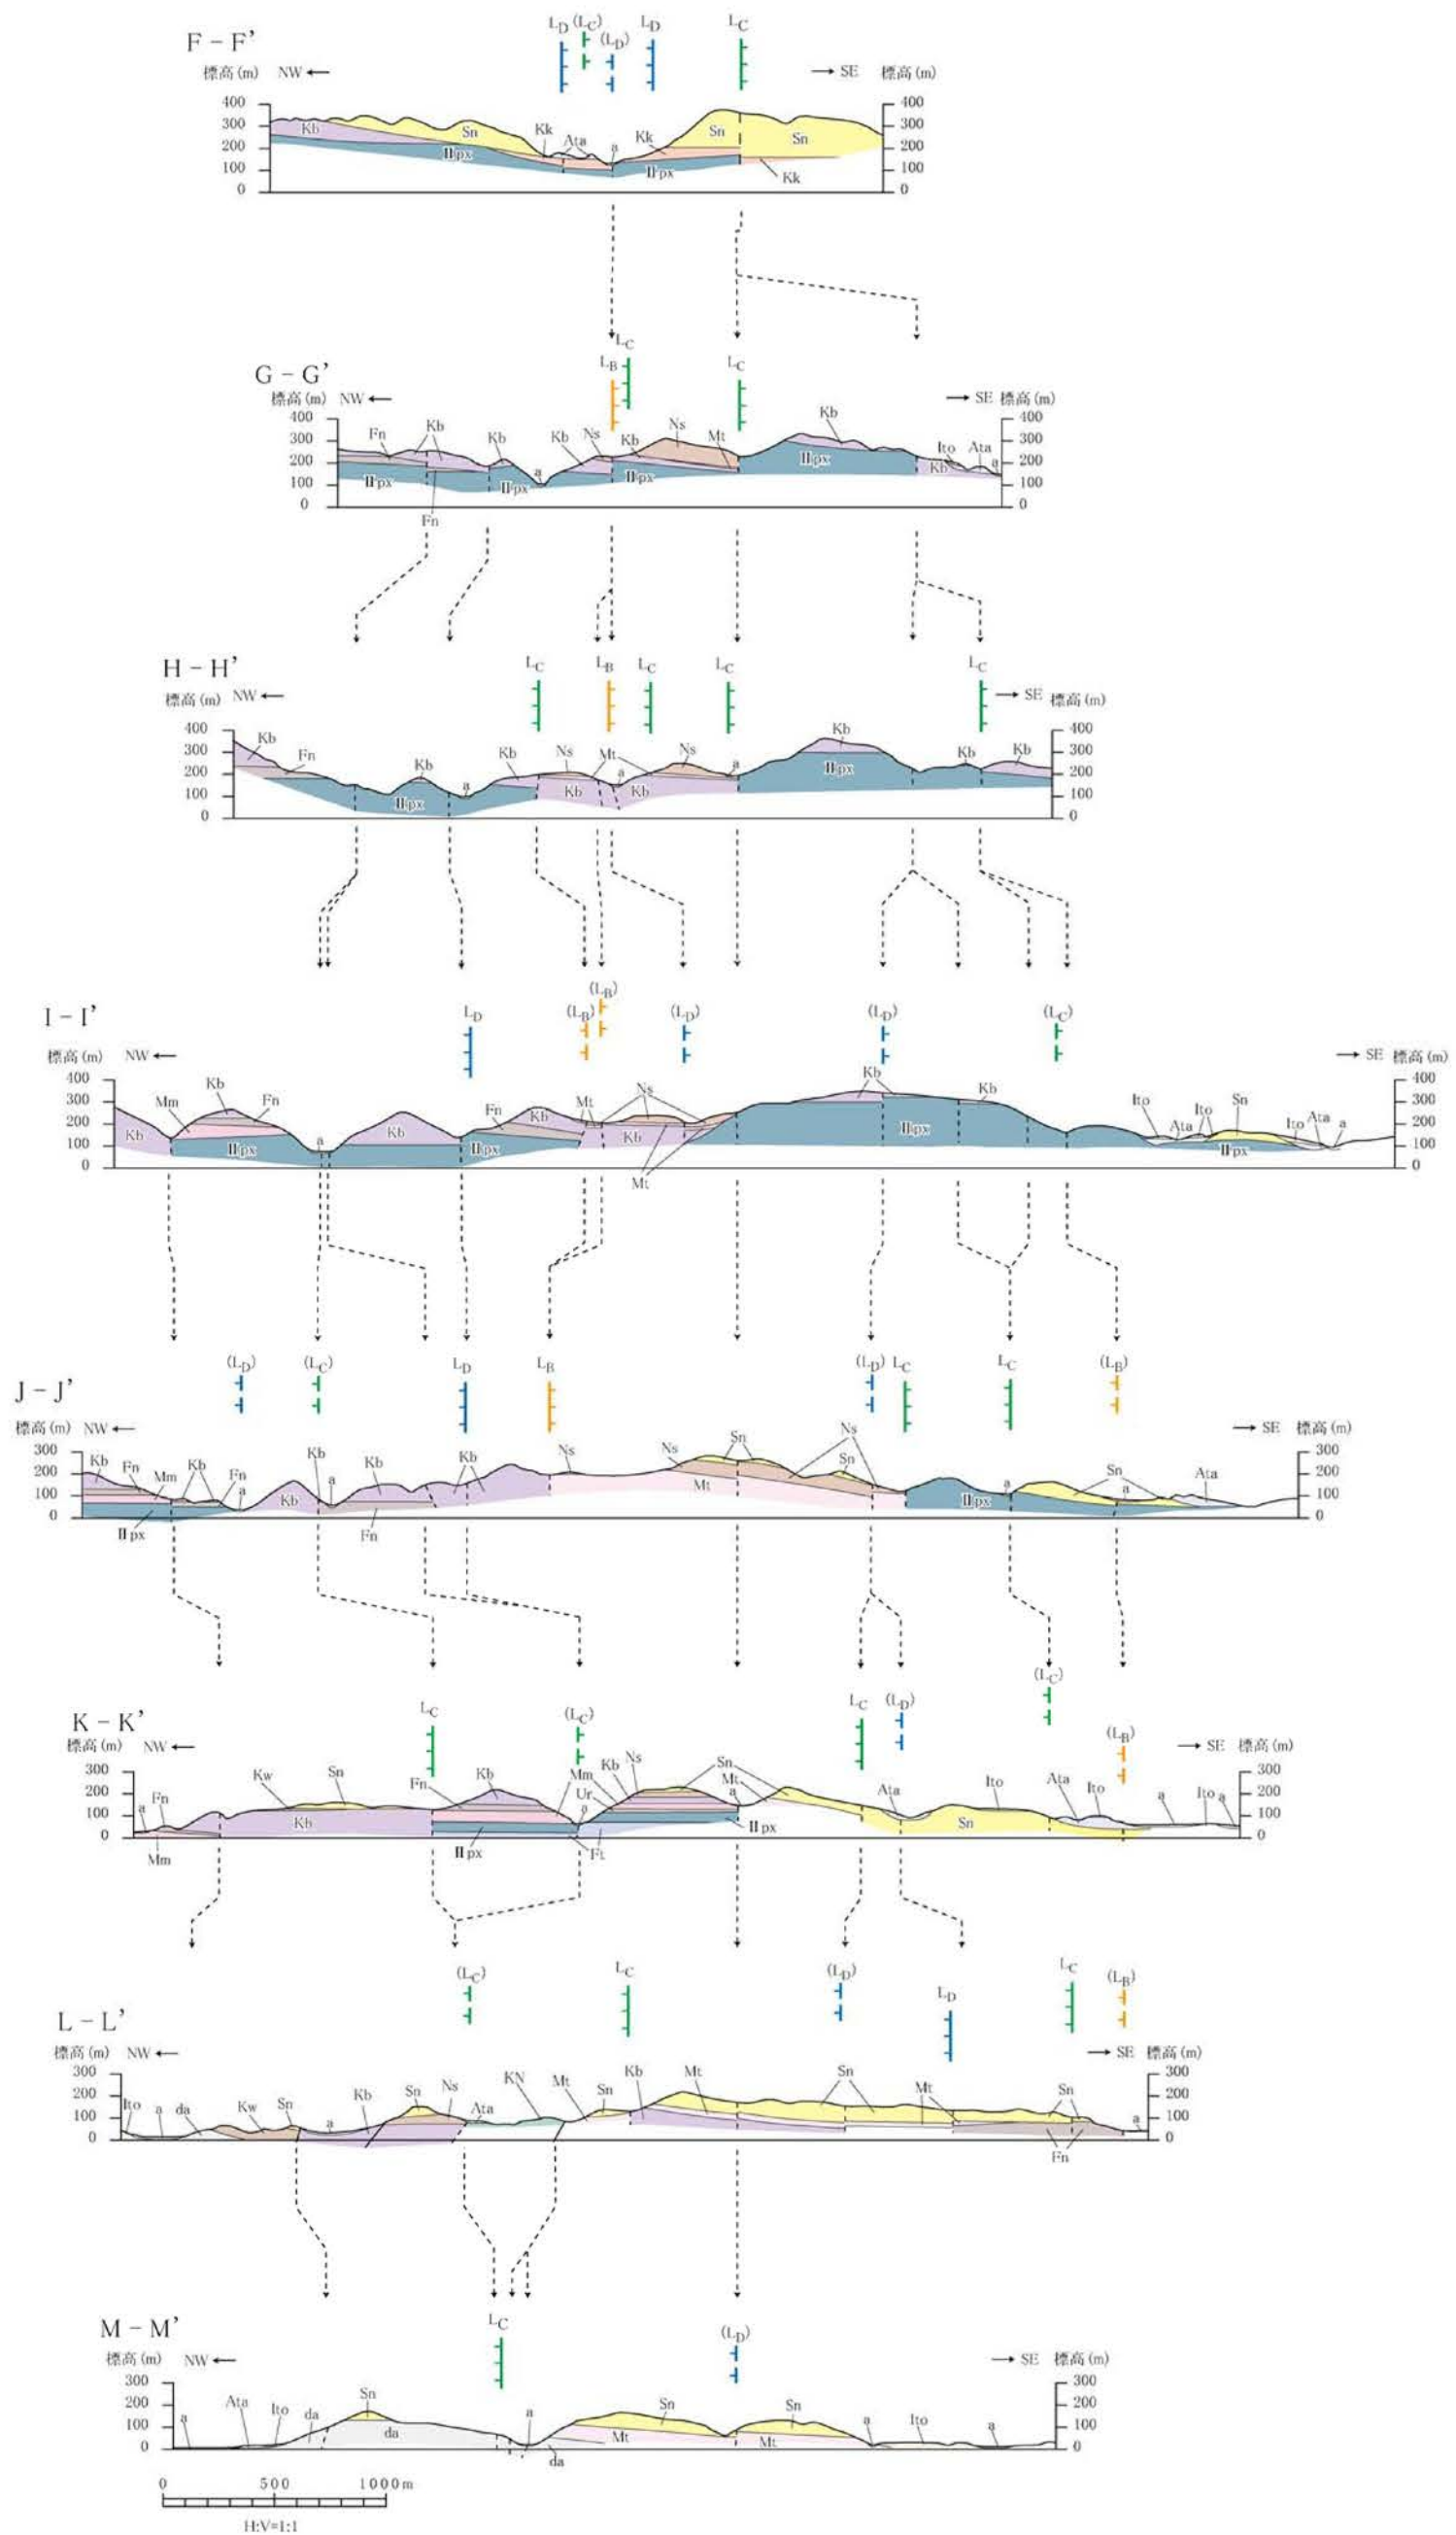 F－F’
L_D (L_C) (L_D) L_D L_C
標高(m) NW← →SE 標高(m)
400 400
300 Kb Sn Kk Ata a Kk Sn Sn 300
200 IIpx IIpx 200
100 Kk 100
0 0
G－G’
L_B L_C L_C
標高(m) NW← →SE 標高(m)
400 Fn Kb Kb Kb Ns Kb Ns Mt Kb 400
300 Ito Ata a 300
200 IIpx IIpx a IIpx IIpx Kb 200
100 100
0 Fn 0
H－H’
L_C L_B L_C L_C L_C
標高(m) NW← →SE 標高(m)
400 Kb Fn Kb 400
300 Kb Kb Ns Mt Ns Kb Kb 300
200 a a a IIpx 200
100 IIpx Kb Kb 100
0 0
I－I’
L_D (L_B) (L_B) (L_D) (L_D) (L_C)
標高(m) NW← →SE 標高(m)
400 Kb Kb Kb 400
300 Mm Fn Fn Kb Mt Ns Ito Ito Sn 300
200 Kb Kb Kb IIpx Ata Ito Ata a 200
100 IIpx a IIpx IIpx 100
0 Mt 0
J－J’
(L_D) (L_C) L_D L_B (L_D) L_C L_C (L_B)
標高(m) NW← →SE 標高(m)
300 Kb Fn Kb Kb Kb Kb Ns Ns Sn Ns 300
200 Mm Fn a Sn Sn Ata 200
100 a Kb Mt IIpx a a 100
0 IIpx Fn 0
K－K’
L_C (L_C) L_C (L_D) (L_C) (L_B)
標高(m) NW← →SE 標高(m)
300 Kw Sn Fn Kb Mm Kb Ns Sn 300
200 Fn Ur Mt Ata Ito Ata Ito 200
100 a Kb a a Sn a Ito a 100
0 Mm IIpx Ft IIpx 0
L－L’
(L_C) L_C (L_D) L_D L_C (L_B)
標高(m) NW← →SE 標高(m)
300 Kb Sn Ns KN Mt Kb Mt Sn 300
200 Ito a da Kw Sn Ata Sn Mt Sn 200
100 a a 100
0 Fn 0
M－M’
L_C (L_D)
標高(m) NW← →SE 標高(m)
300 Sn Sn Sn 300
200 a Ata Ito da a a Ito a 200
100 da Mt Mt 100
0 da 0
0 500 1000m
H:V=1:1